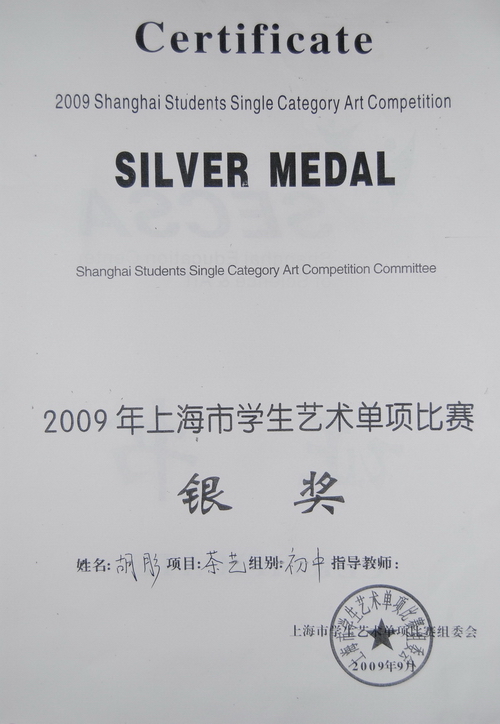 Certificate
2009 Shanghai Students Single Category Art Competition
SILVER MEDAL
Shanghai Students Single Category Art Competition Committee
2009年上海市学生艺术单项比赛
银 奖
姓名:胡彤 项目:茶艺 组别:初中 指导教师:
上海市学生艺术单项比赛组委会
2009年9月